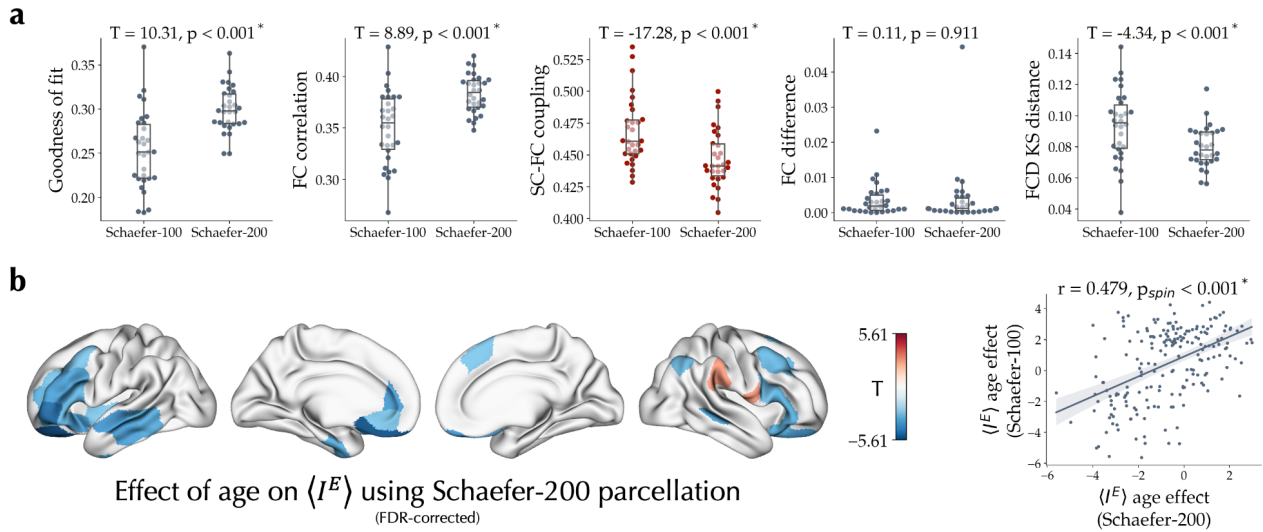 a
T = 10.31, p < 0.001 *
Goodness of fit
0.35
0.30
0.25
0.20
Schaefer-100
Schaefer-200
T = 8.89, p < 0.001 *
FC correlation
0.40
0.35
0.30
Schaefer-100
Schaefer-200
T = -17.28, p < 0.001 *
SC-FC coupling
0.525
0.500
0.475
0.450
0.425
0.400
Schaefer-100
Schaefer-200
T = 0.11, p = 0.911
FC difference
0.04
0.03
0.02
0.01
0.00
Schaefer-100
Schaefer-200
T = -4.34, p < 0.001 *
FCD KS distance
0.14
0.12
0.10
0.08
0.06
0.04
Schaefer-100
Schaefer-200
b
5.61
T
−5.61
Effect of age on ⟨I^E⟩ using Schaefer-200 parcellation
(FDR-corrected)
r = 0.479, p_spin < 0.001 *
⟨I^E⟩ age effect
(Schaefer-100)
4
2
0
−2
−4
−6
−6
−4
−2
0
2
⟨I^E⟩ age effect
(Schaefer-200)